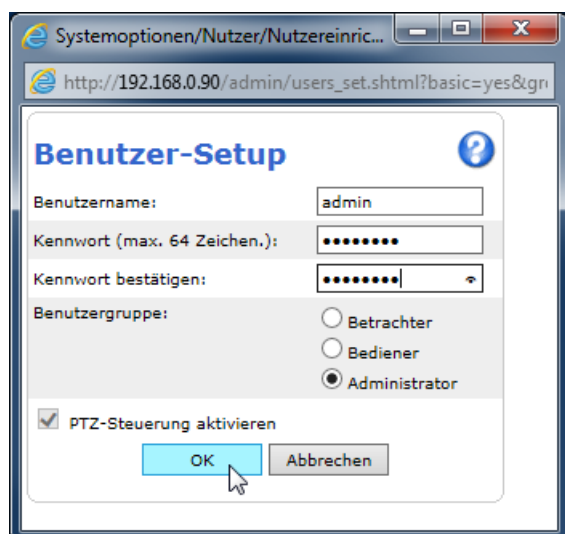 Systemoptionen/Nutzer/Nutzereinric...
http://192.168.0.90/admin/users_set.shtml?basic=yes&gr
Benutzer-Setup
Benutzername: admin
Kennwort (max. 64 Zeichen.): ••••••••
Kennwort bestätigen: ••••••••
Benutzergruppe:
Betrachter
Bediener
Administrator
PTZ-Steuerung aktivieren
OK Abbrechen